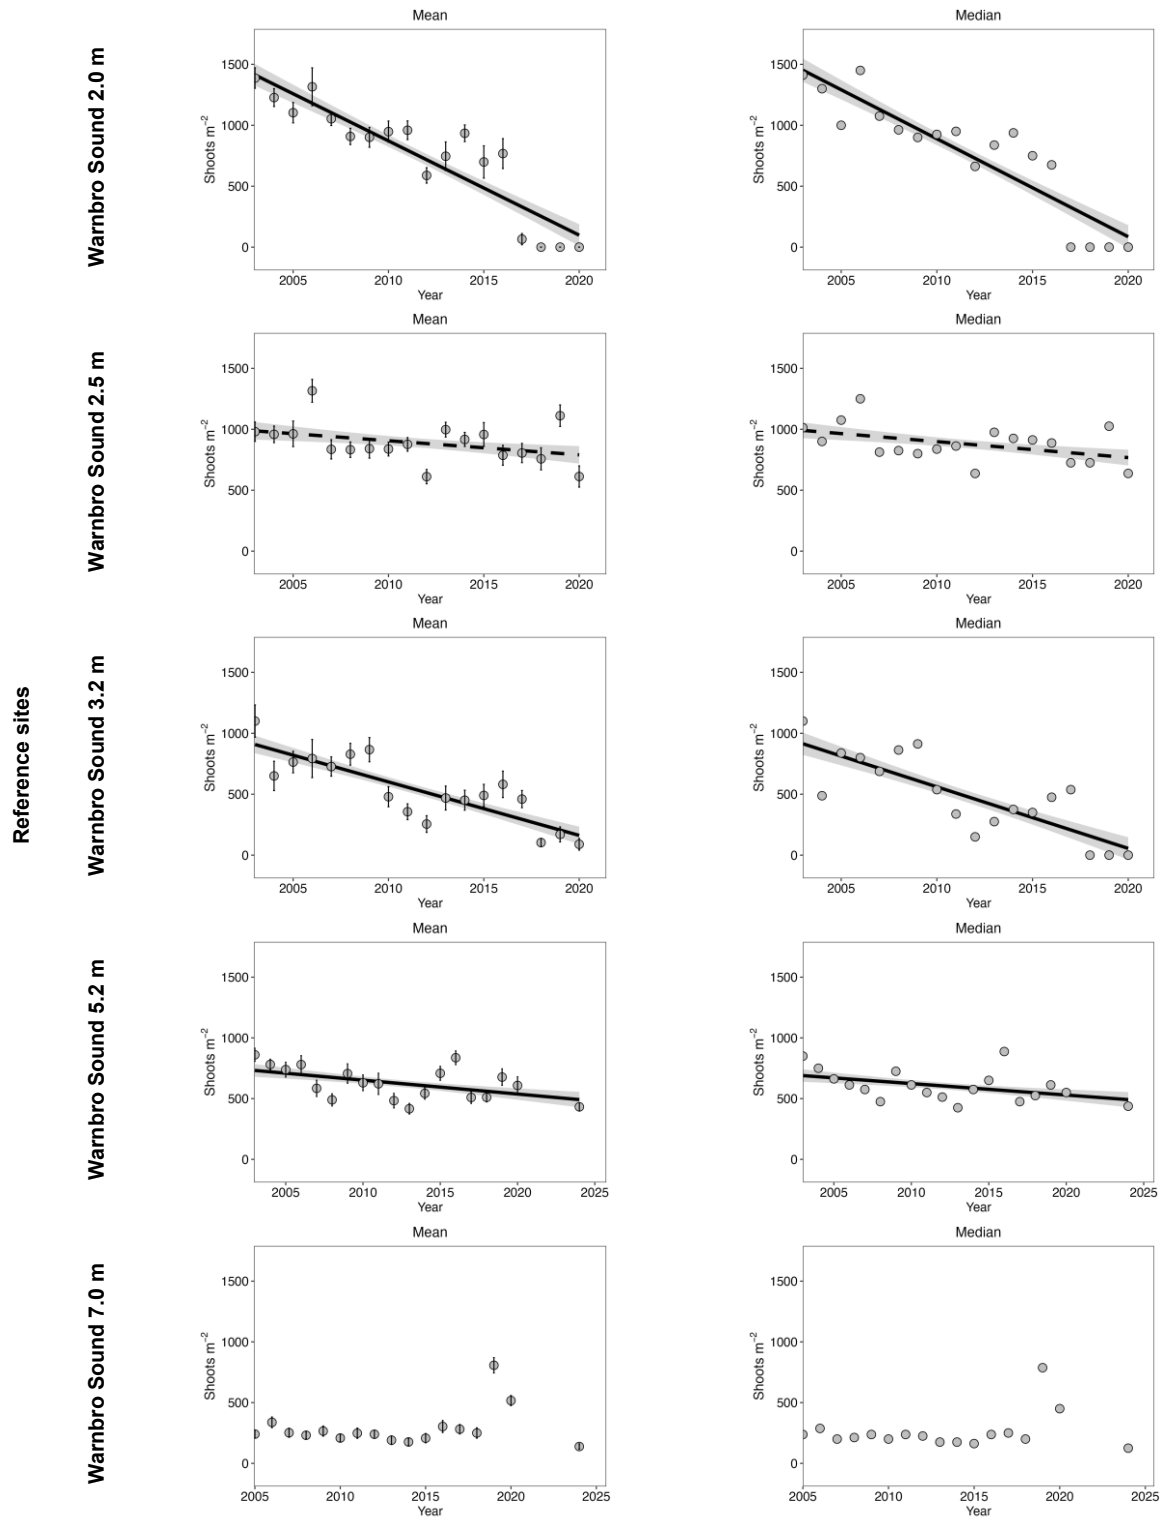 Reference sites
Warnbro Sound 2.0 m
Mean
Shoots m⁻²
1500
1000
500
0
2005 2010 2015 2020
Year
Median
Shoots m⁻²
1500
1000
500
0
2005 2010 2015 2020
Year
Warnbro Sound 2.5 m
Mean
Shoots m⁻²
1500
1000
500
0
2005 2010 2015 2020
Year
Median
Shoots m⁻²
1500
1000
500
0
2005 2010 2015 2020
Year
Warnbro Sound 3.2 m
Mean
Shoots m⁻²
1500
1000
500
0
2005 2010 2015 2020
Year
Median
Shoots m⁻²
1500
1000
500
0
2005 2010 2015 2020
Year
Warnbro Sound 5.2 m
Mean
Shoots m⁻²
1500
1000
500
0
2005 2010 2015 2020 2025
Year
Median
Shoots m⁻²
1500
1000
500
0
2005 2010 2015 2020 2025
Year
Warnbro Sound 7.0 m
Mean
Shoots m⁻²
1500
1000
500
0
2005 2010 2015 2020 2025
Year
Median
Shoots m⁻²
1500
1000
500
0
2005 2010 2015 2020 2025
Year